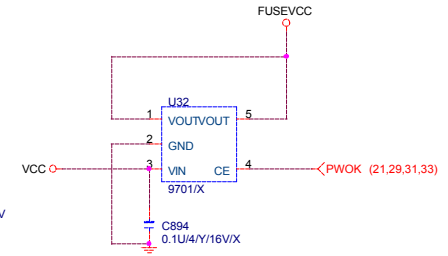 FUSEVCC
U32
1 VOUTVOUT 5
2 GND
VCC 3 VIN CE 4 PWOK (21,29,31,33)
9701/X
V
C894
0.1U/4/Y/16V/X